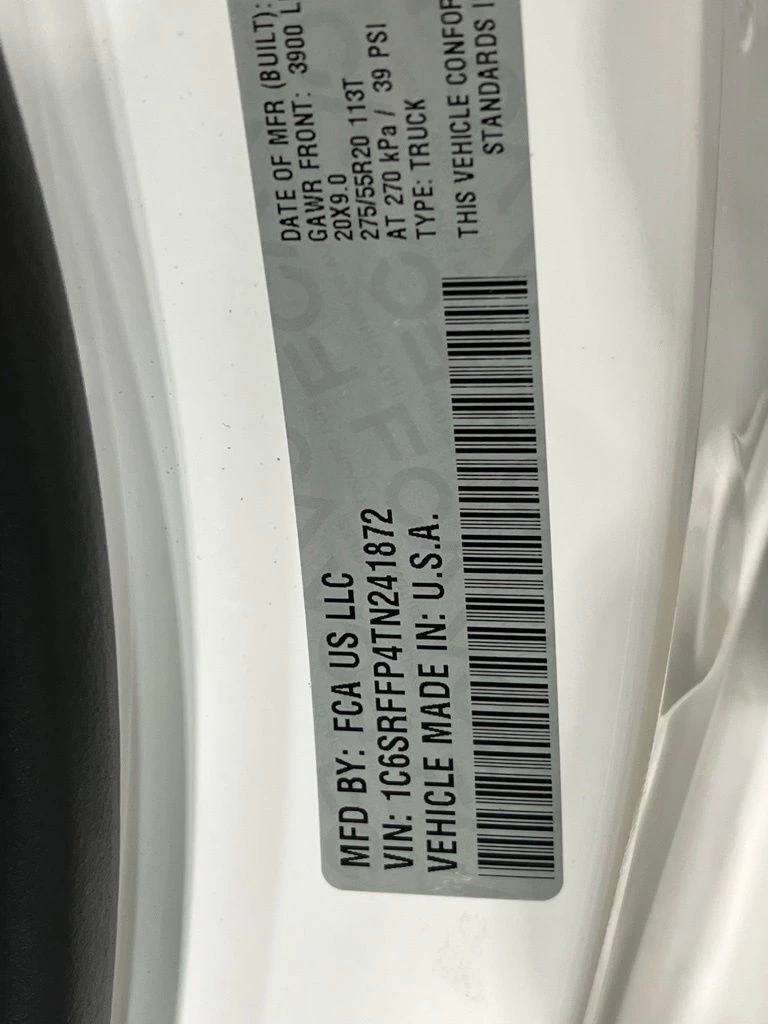 MFD BY: FCA US LLC
VIN: 1C6SRFFP4TN241872
VEHICLE MADE IN: U.S.A.
DATE OF MFR (BUILT):
GAWR FRONT: 3900
20X9.0
275/55R20 113T
AT 270 kPa / 39 PSI
TYPE: TRUCK
THIS VEHICLE
STANDARDS